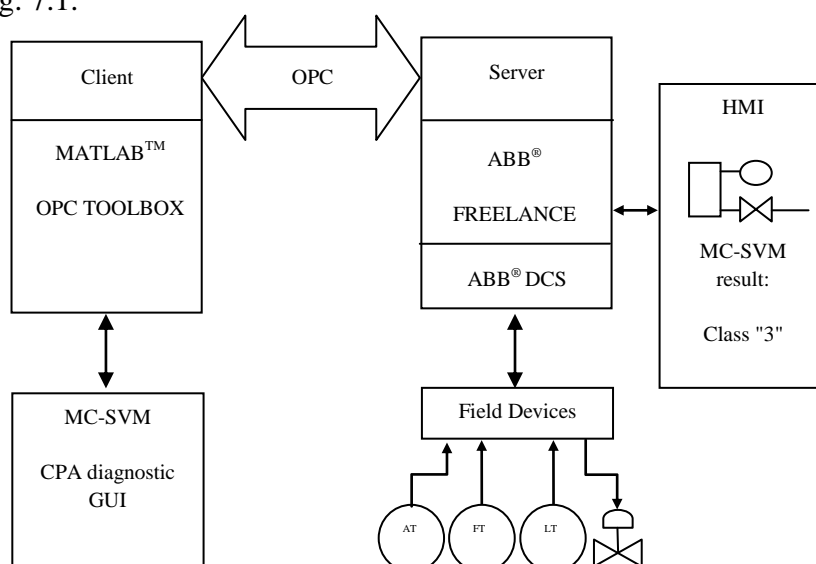 g. 7.1.
Client
OPC
Server
MATLAB™
OPC TOOLBOX
ABB®
FREELANCE
ABB® DCS
HMI
MC-SVM
result:
Class "3"
MC-SVM
CPA diagnostic
GUI
Field Devices
AT
FT
LT